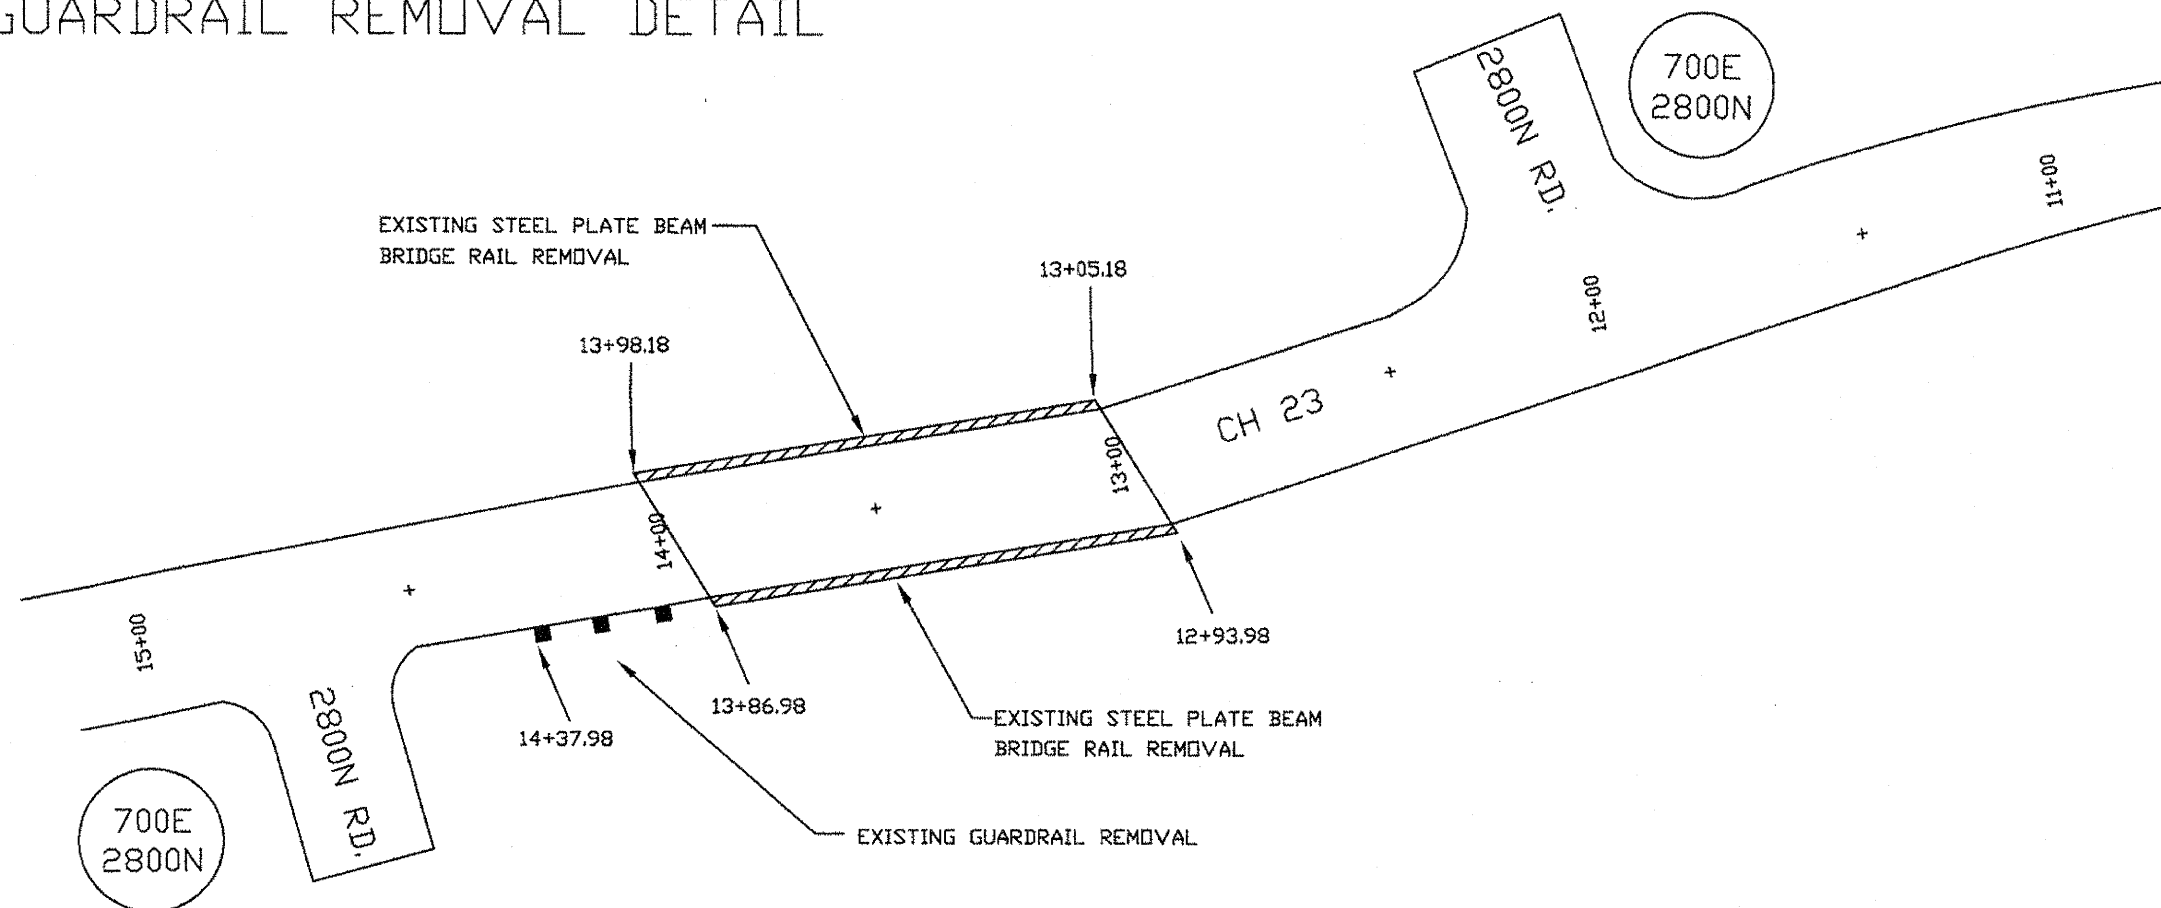 GUARDRAIL REMOVAL DETAIL
700E
2800N
2800N RD.
11+00
EXISTING STEEL PLATE BEAM
BRIDGE RAIL REMOVAL
13+05.18
12+00
13+98.18
CH 23
13+00
14+00
15+00
12+93.98
13+86.98
14+37.98
EXISTING STEEL PLATE BEAM
BRIDGE RAIL REMOVAL
2800N RD.
700E
2800N
EXISTING GUARDRAIL REMOVAL